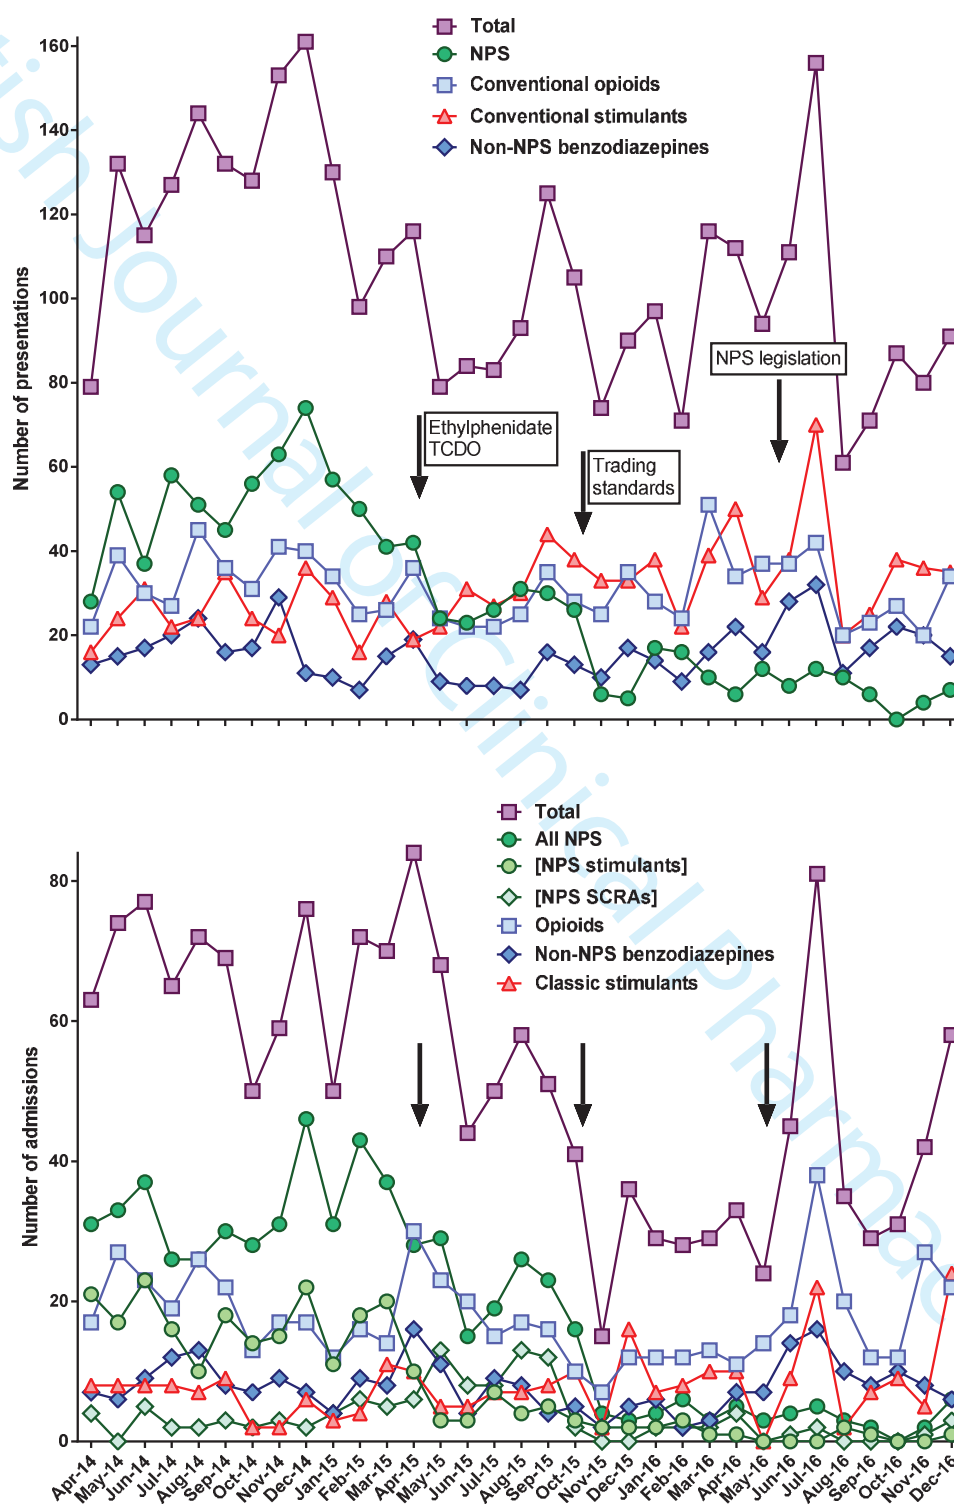 Total
NPS
Conventional opioids
Conventional stimulants
Non-NPS benzodiazepines
160
140
120
100
80
60
40
20
0
Number of presentations
Ethylphenidate
TCDO
Trading
standards
NPS legislation
Total
All NPS
[NPS stimulants]
[NPS SCRAs]
Opioids
Non-NPS benzodiazepines
Classic stimulants
80
60
40
20
0
Number of admissions
Apr-14
May-14
Jun-14
Jul-14
Aug-14
Sep-14
Oct-14
Nov-14
Dec-14
Jan-15
Feb-15
Mar-15
Apr-15
May-15
Jun-15
Jul-15
Aug-15
Sep-15
Oct-15
Nov-15
Dec-15
Jan-16
Feb-16
Mar-16
Apr-16
May-16
Jun-16
Jul-16
Aug-16
Sep-16
Oct-16
Nov-16
Dec-16
Journal of Clinical